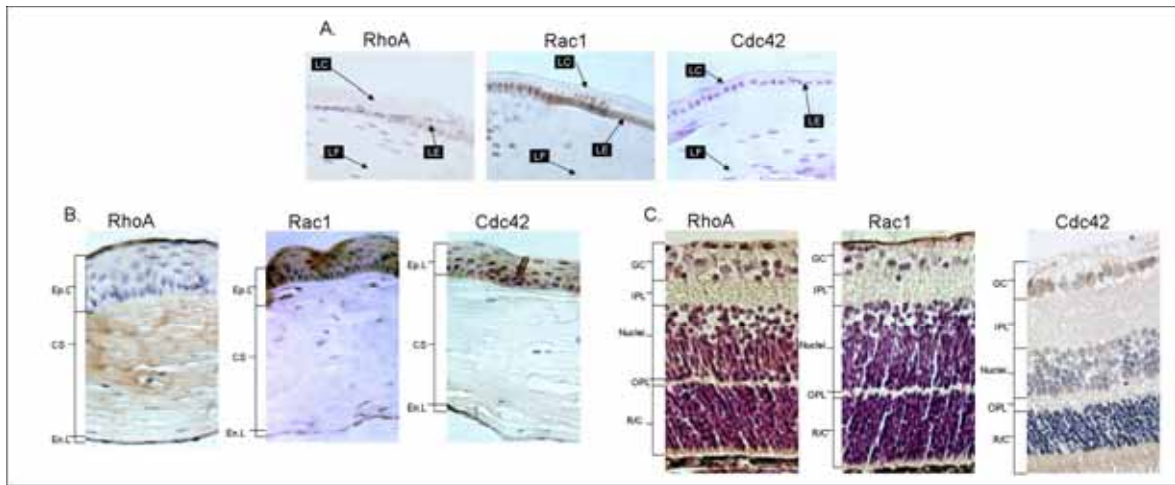 A.
RhoA Rac1 Cdc42
LC LC LC
LE LE LE
LF LF LF
B.
RhoA Rac1 Cdc42
Ep.L Ep.L Ep.L
CS CS CS
En.L En.L En.L
C.
RhoA Rac1 Cdc42
GC GC GC
IPL IPL IPL
Nuclei Nuclei Nuclei
OPL OPL OPL
R/C R/C R/C